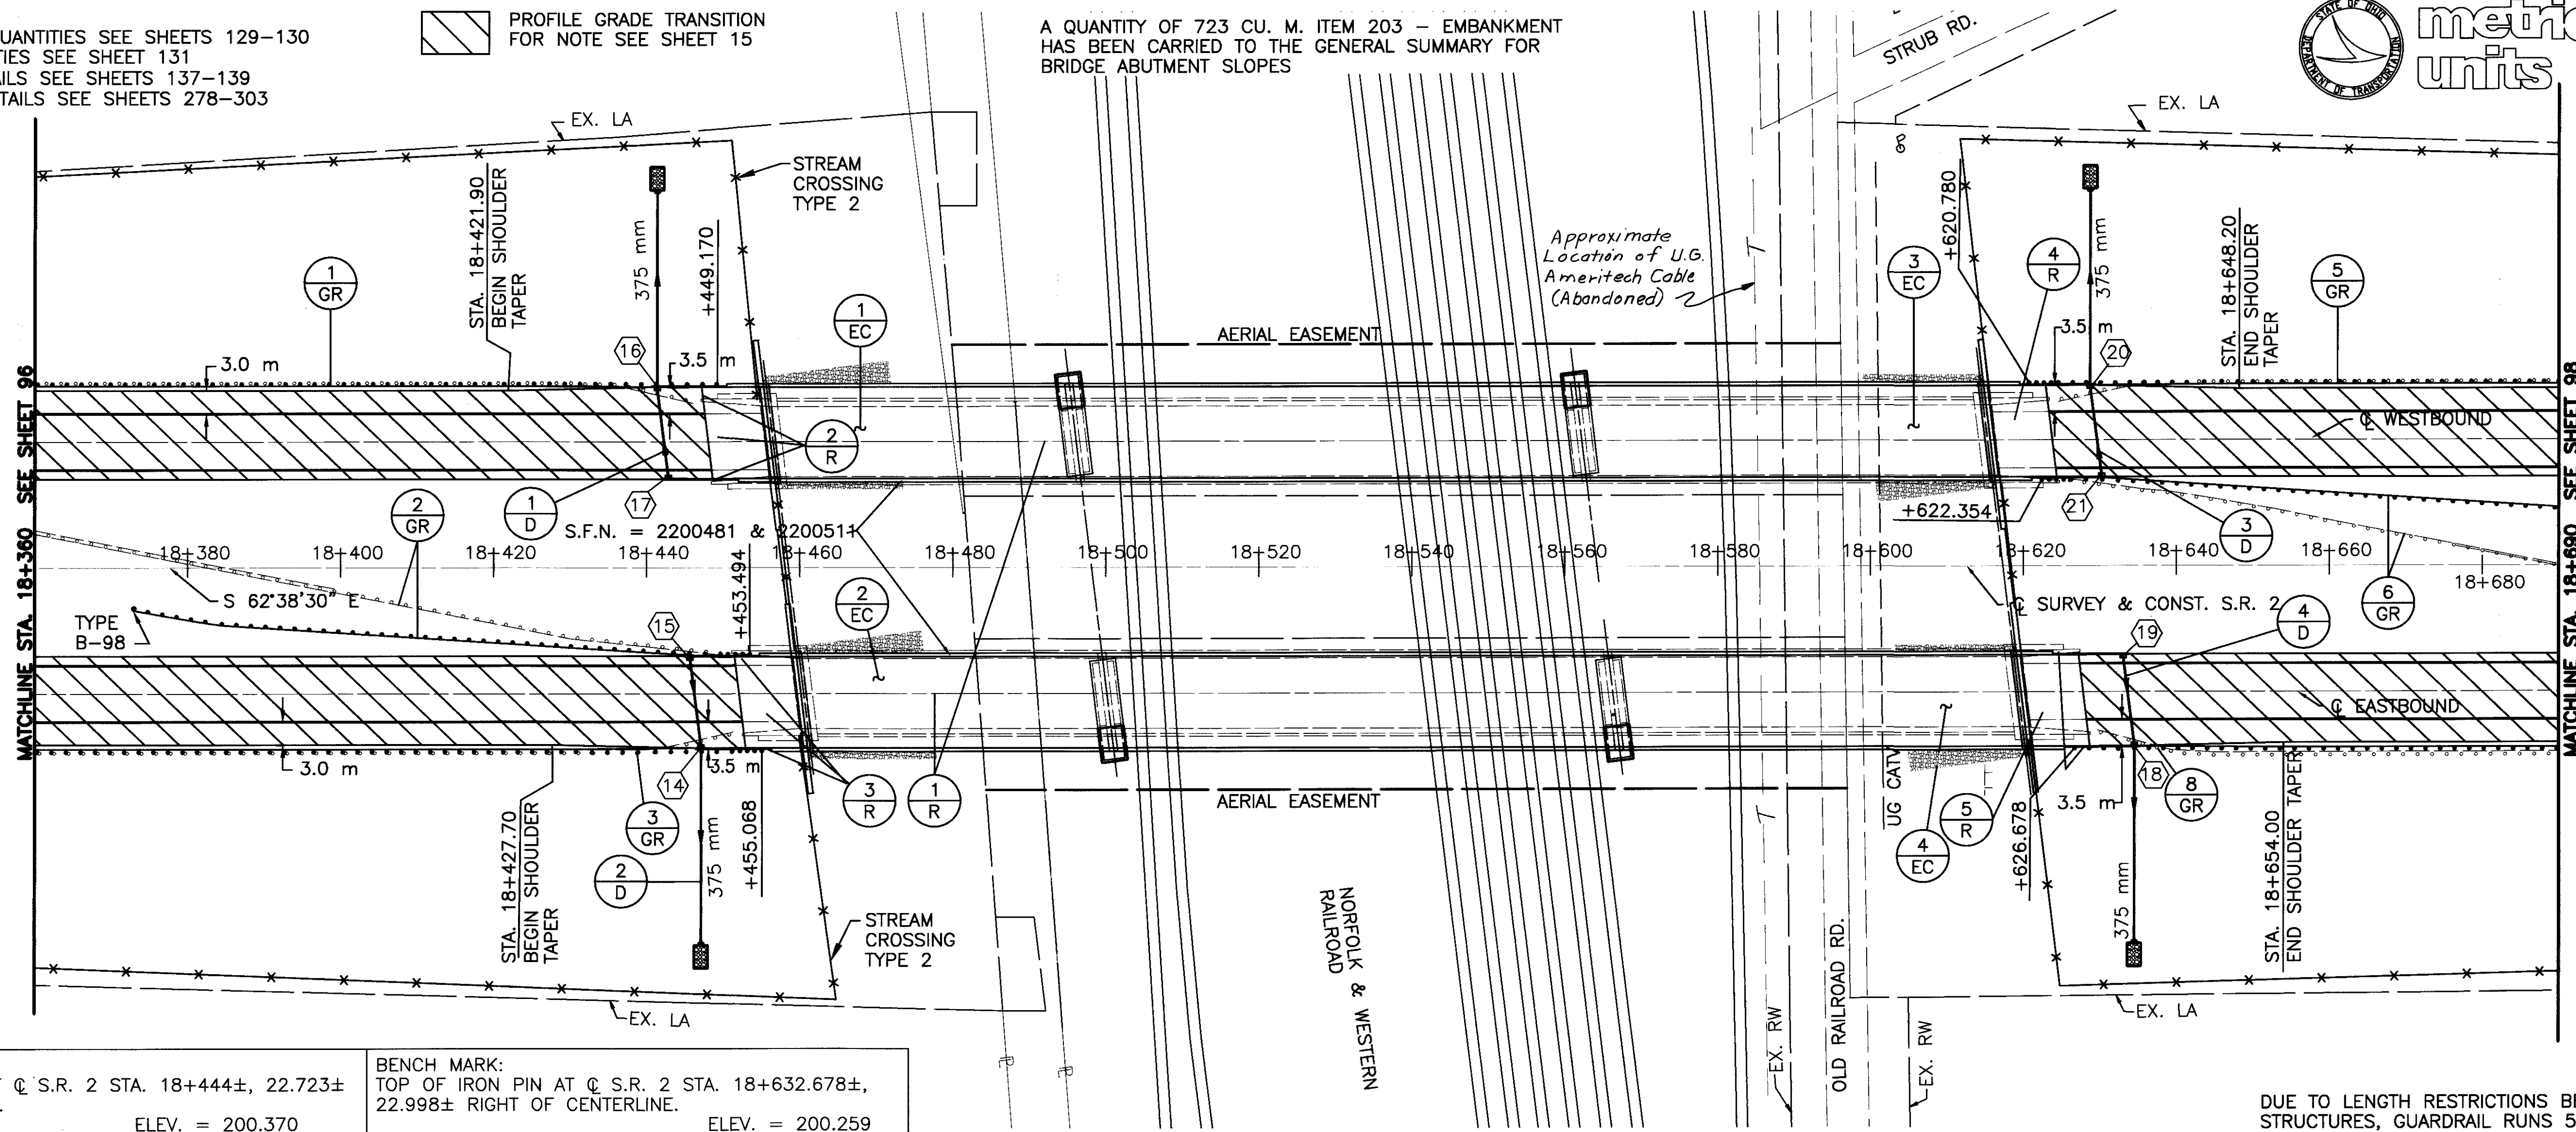 UANTITIES SEE SHEETS 129-130
TIES SEE SHEET 131
ILS SEE SHEETS 137-139
TAILS SEE SHEETS 278-303
PROFILE GRADE TRANSITION
FOR NOTE SEE SHEET 15
A QUANTITY OF 723 CU. M. ITEM 203 - EMBANKMENT
HAS BEEN CARRIED TO THE GENERAL SUMMARY FOR
BRIDGE ABUTMENT SLOPES
STRUB RD.
STATE OF OHIO
DEPARTMENT OF TRANSPORTATION
metric
units
EX. LA
EX. LA
STREAM
CROSSING
TYPE 2
STA. 18+421.90
BEGIN SHOULDER
TAPER
375 mm
+449.170
Approximate
Location of U.G.
Ameritech Cable
(Abandoned)
T
+620.780
375 mm
STA. 18+648.20
END SHOULDER
TAPER
1
GR
1
EC
3
EC
4
R
5
GR
AERIAL EASEMENT
3.0 m
16
3.5 m
3.5 m
20
MATCHLINE STA. 18+360 SEE SHEET 96
MATCHLINE STA. 18+690 SEE SHEET 98
℄ WESTBOUND
2
R
2
GR
1
D
17
S.F.N. = 2200481 & 2200511
+622.354
21
3
D
18+380
18+400
18+420
18+440
18+460
18+480
18+500
18+520
18+540
18+560
18+580
18+600
18+620
18+640
18+660
18+680
S 62°38'30" E
TYPE
B-98
15
+453.494
2
EC
℄ SURVEY & CONST. S.R. 2
19
4
D
6
GR
℄ EASTBOUND
3.0 m
14
3.5 m
3
GR
2
D
375 mm
+455.068
3
R
1
R
AERIAL EASEMENT
T
UG CATV
4
EC
5
R
+626.678
3.5 m
18
8
GR
375 mm
STA. 18+654.00
END SHOULDER TAPER
STA. 18+427.70
BEGIN SHOULDER
TAPER
STREAM
CROSSING
TYPE 2
NORFOLK & WESTERN
RAILROAD
EX. RW
OLD RAILROAD RD.
EX. RW
EX. LA
EX. LA
℄ S.R. 2 STA. 18+444±, 22.723±
ELEV. = 200.370
BENCH MARK:
TOP OF IRON PIN AT ℄ S.R. 2 STA. 18+632.678±,
22.998± RIGHT OF CENTERLINE.
ELEV. = 200.259
DUE TO LENGTH RESTRICTIONS BE
STRUCTURES, GUARDRAIL RUNS 5